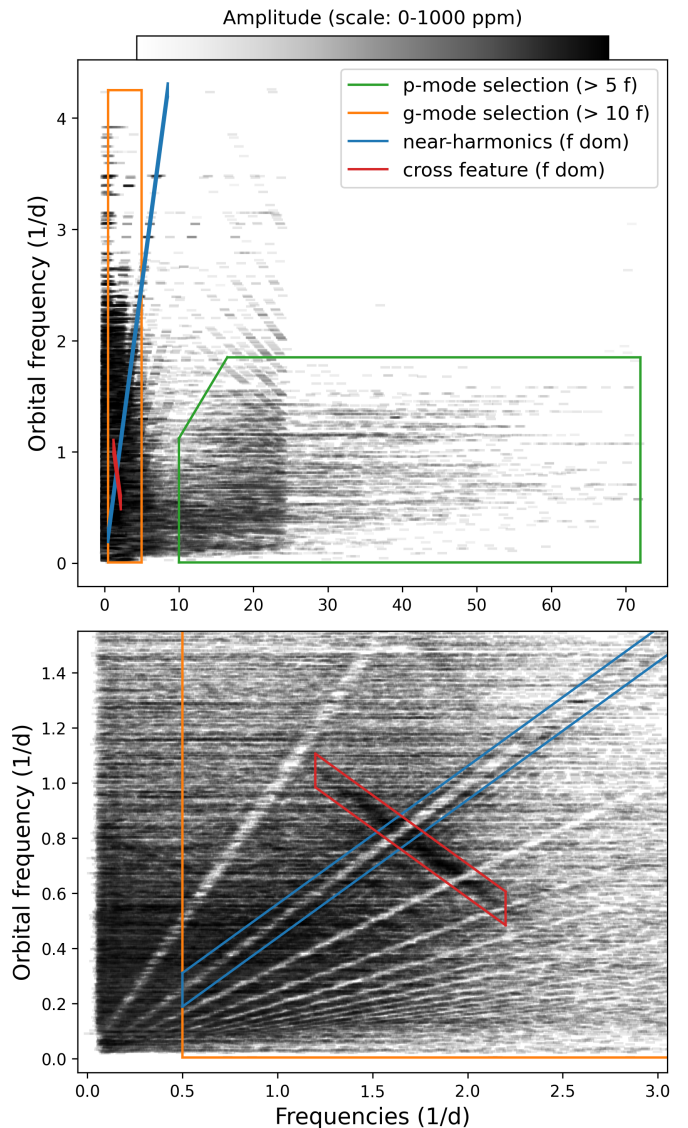 Amplitude (scale: 0-1000 ppm)
p-mode selection (> 5 f)
g-mode selection (> 10 f)
near-harmonics (f dom)
cross feature (f dom)
Orbital frequency (1/d)
4
3
2
1
0
0 10 20 30 40 50 60 70
Orbital frequency (1/d)
1.4
1.2
1.0
0.8
0.6
0.4
0.2
0.0
0.0 0.5 1.0 1.5 2.0 2.5 3.0
Frequencies (1/d)